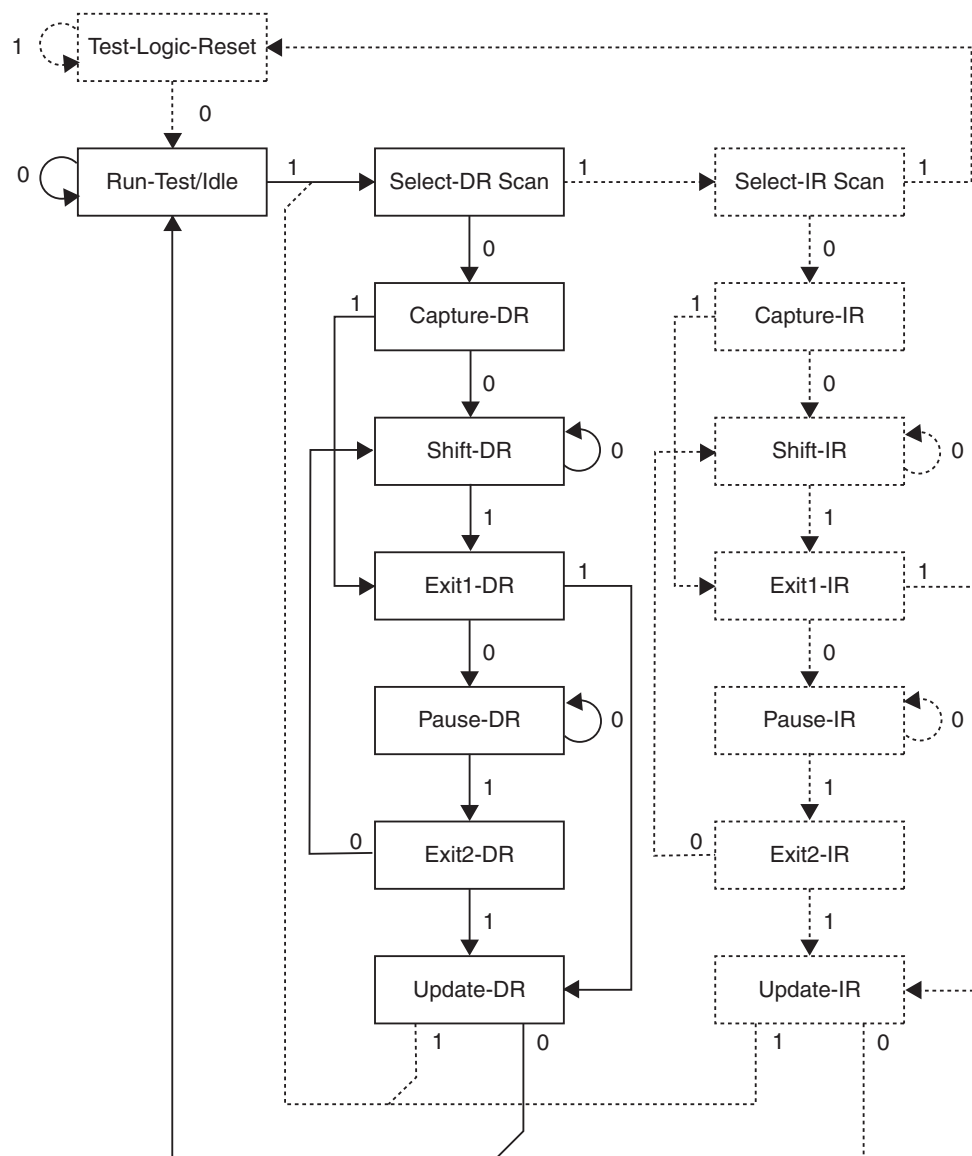 1
Test-Logic-Reset
0
0
Run-Test/Idle
1
Select-DR Scan
1
Select-IR Scan
1
0
0
1
Capture-DR
1
Capture-IR
0
0
Shift-DR
0
Shift-IR
0
1
1
Exit1-DR
1
Exit1-IR
1
0
0
Pause-DR
0
Pause-IR
0
1
1
0
Exit2-DR
0
Exit2-IR
1
1
Update-DR
Update-IR
1
0
1
0